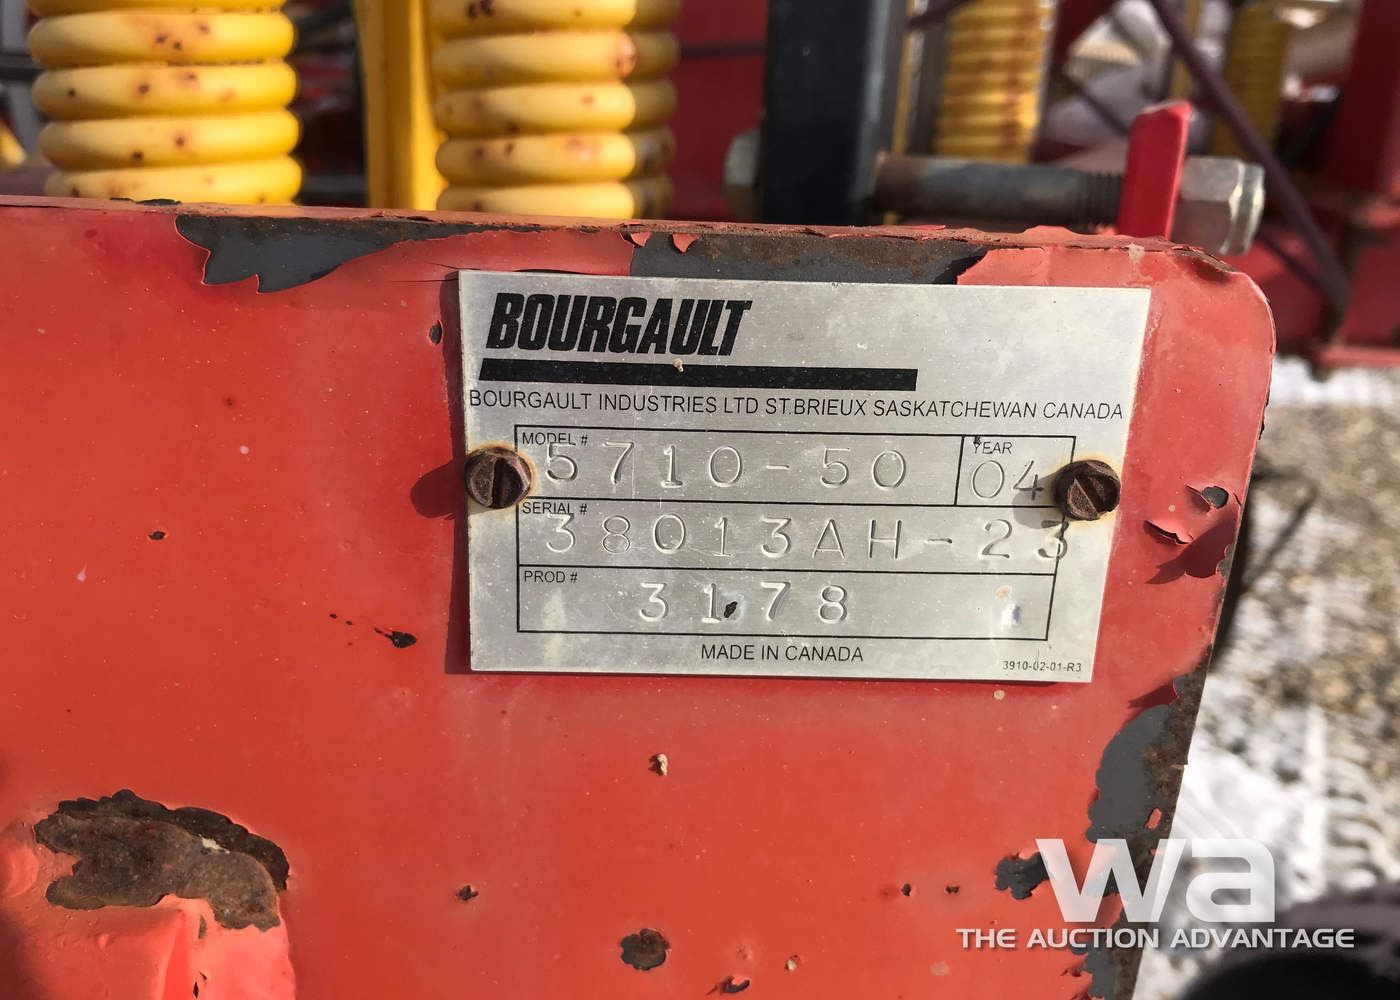 BOURGAULT
BOURGAULT INDUSTRIES LTD ST.BRIEUX SASKATCHEWAN CANADA
MODEL # 5710-50 YEAR 04
SERIAL # 38013AH-23
PROD # 3178
MADE IN CANADA
3910-02-01-R3
wa
THE AUCTION ADVANTAGE